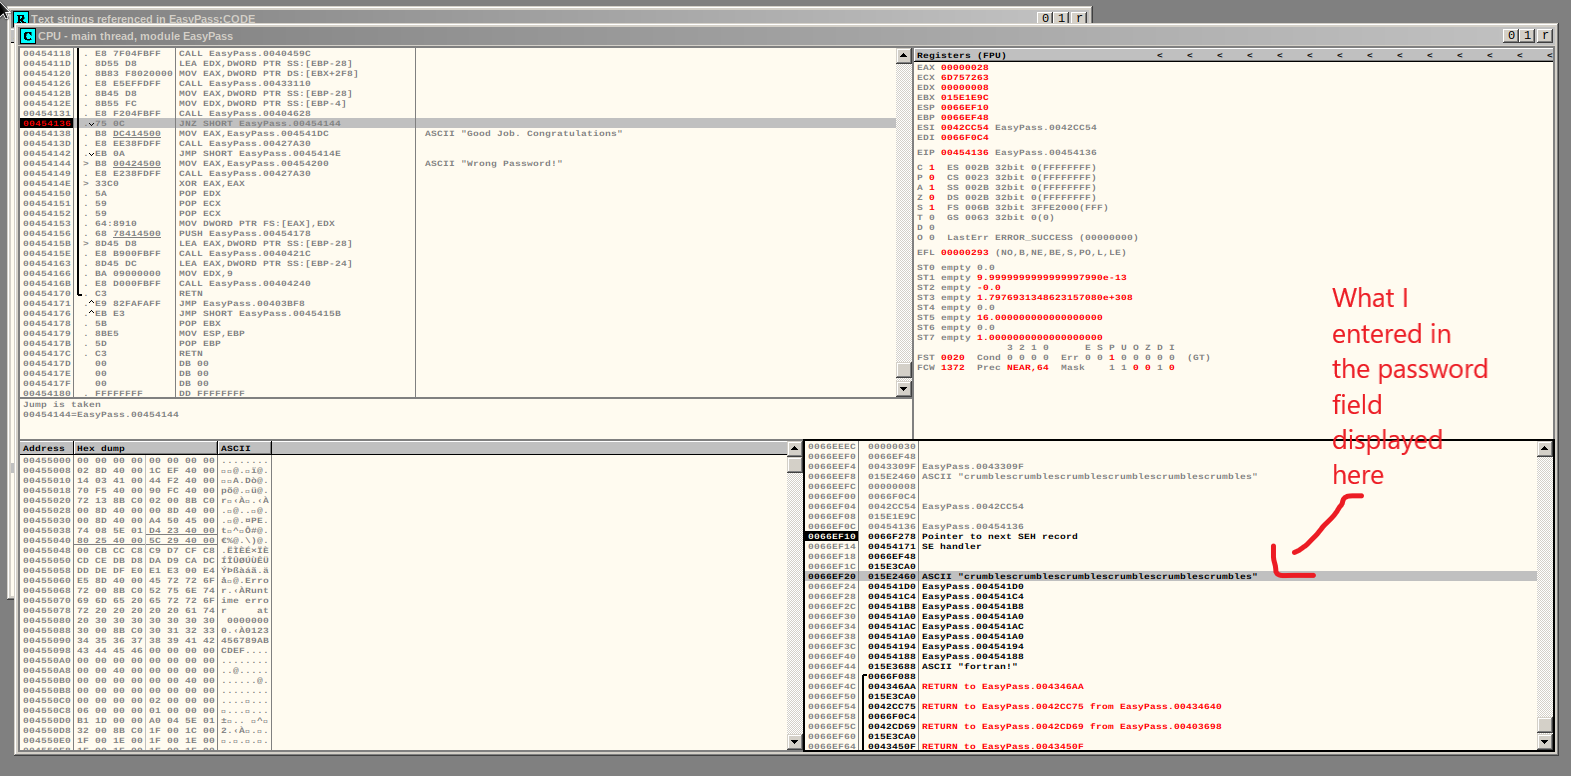 Text strings referenced in EasyPass:CODE
CPU - main thread, module EasyPass
00454118 . E8 7F04FBFF CALL EasyPass.0040459C
0045411D . 8D55 D8 LEA EDX,DWORD PTR SS:[EBP-28]
00454120 . 8B83 F8020000 MOV EAX,DWORD PTR DS:[EBX+2F8]
00454126 . E8 E5EFFDFF CALL EasyPass.00433110
0045412B . 8B45 D8 MOV EAX,DWORD PTR SS:[EBP-28]
0045412E . 8B55 FC MOV EDX,DWORD PTR SS:[EBP-4]
00454131 . E8 F204FBFF CALL EasyPass.00404628
00454136 . 75 0C JNZ SHORT EasyPass.00454144
00454138 . B8 DC414500 MOV EAX,EasyPass.004541DC ASCII "Good Job. Congratulations"
0045413D . E8 EE38FDFF CALL EasyPass.00427A30
00454142 . EB 0A JMP SHORT EasyPass.0045414E
00454144 > B8 00424500 MOV EAX,EasyPass.00454200 ASCII "Wrong Password!"
00454149 . E8 E238FDFF CALL EasyPass.00427A30
0045414E > 33C0 XOR EAX,EAX
00454150 . 5A POP EDX
00454151 . 59 POP ECX
00454152 . 59 POP ECX
00454153 . 64:8910 MOV DWORD PTR FS:[EAX],EDX
00454156 . 68 78414500 PUSH EasyPass.00454178
0045415B > 8D45 D8 LEA EAX,DWORD PTR SS:[EBP-28]
0045415E . E8 B900FBFF CALL EasyPass.0040421C
00454163 . 8D45 DC LEA EAX,DWORD PTR SS:[EBP-24]
00454166 . BA 09000000 MOV EDX,9
0045416B . E8 D000FBFF CALL EasyPass.00404240
00454170 . C3 RETN
00454171 .^E9 82FAFAFF JMP EasyPass.00403BF8
00454176 .^EB E3 JMP SHORT EasyPass.0045415B
00454178 . 5B POP EBX
00454179 . 8BE5 MOV ESP,EBP
0045417B . 5D POP EBP
0045417C . C3 RETN
0045417D 00 DB 00
0045417E 00 DB 00
0045417F 00 DB 00
00454180 . FFFFFFFF DD FFFFFFFF
Jump is taken
00454144=EasyPass.00454144
Registers (FPU) < < < < < < < < < < < < < <
EAX 00000028
ECX 6D757263
EDX 00000008
EBX 015E1E9C
ESP 0066EF10
EBP 0066EF48
ESI 0042CC54 EasyPass.0042CC54
EDI 0066F0C4
EIP 00454136 EasyPass.00454136
C 1 ES 002B 32bit 0(FFFFFFFF)
P 0 CS 0023 32bit 0(FFFFFFFF)
A 1 SS 002B 32bit 0(FFFFFFFF)
Z 0 DS 002B 32bit 0(FFFFFFFF)
S 1 FS 006B 32bit 3FFE2000(FFF)
T 0 GS 0063 32bit 0(0)
D 0
O 0 LastErr ERROR_SUCCESS (00000000)
EFL 00000293 (NO,B,NE,BE,S,PO,L,LE)
ST0 empty 0.0
ST1 empty 9.9999999999999997990e-13
ST2 empty -0.0
ST3 empty 1.7976931348623157080e+308
ST4 empty 0.0
ST5 empty 16.000000000000000000
ST6 empty 0.0
ST7 empty 1.0000000000000000000
3 2 1 0 E S P U O Z D I
FST 0020 Cond 0 0 0 0 Err 0 0 1 0 0 0 0 0 (GT)
FCW 1372 Prec NEAR,64 Mask 1 1 0 0 1 0
What I
entered in
the password
field
displayed
here
Address Hex dump ASCII
00455000 00 00 00 00 00 00 00 00 ........
00455008 02 8D 40 00 1C EF 40 00
00455010 14 03 41 00 44 F2 40 00
00455018 70 F5 40 00 90 FC 40 00
00455020 72 13 8B C0 02 00 8B C0
00455028 00 8D 40 00 00 8D 40 00
00455030 00 8D 40 00 A4 50 45 00
00455038 74 08 5E 01 D4 23 40 00
00455040 80 25 40 00 5C 29 40 00
00455048 00 CB CC C8 C9 D7 CF C8
00455050 CD CE DB D8 DA D9 CA DC
00455058 DD DE DF E0 E1 E3 00 E4
00455060 E5 8D 40 00 45 72 72 6F
00455068 72 00 8B C0 52 75 6E 74
00455070 69 6D 65 20 65 72 72 6F ime erro
00455078 72 20 20 20 20 20 61 74 r     at
00455080 20 30 30 30 30 30 30 30  0000000
00455088 30 00 8B C0 30 31 32 33
00455090 34 35 36 37 38 39 41 42 456789AB
00455098 43 44 45 46 00 00 00 00 CDEF....
004550A0 00 00 00 00 00 00 00 00 ........
004550A8 00 00 40 00 00 00 00 00 ..@.....
004550B0 00 00 00 00 00 00 40 00 ......@.
004550B8 00 00 00 00 00 00 00 00 ........
004550C0 00 00 00 00 02 00 00 00
004550C8 06 00 00 00 01 00 00 00
004550D0 B1 1D 00 00 A0 04 5E 01
004550D8 32 00 8B C0 1F 00 1C 00
004550E0 1F 00 1E 00 1F 00 1E 00
0066EEEC 00000030
0066EEF0 0066EF48
0066EEF4 0043309F EasyPass.0043309F
0066EEF8 015E2460 ASCII "crumblescrumblescrumblescrumblescrumbles"
0066EEFC 00000008
0066EF00 0066F0C4
0066EF04 0042CC54 EasyPass.0042CC54
0066EF08 015E1E9C
0066EF0C 00454136 EasyPass.00454136
0066EF10 0066F278 Pointer to next SEH record
0066EF14 00454171 SE handler
0066EF18 0066EF48
0066EF1C 015E3CA0
0066EF20 015E2460 ASCII "crumblescrumblescrumblescrumblescrumbles"
0066EF24 004541D0 EasyPass.004541D0
0066EF28 004541C4 EasyPass.004541C4
0066EF2C 004541B8 EasyPass.004541B8
0066EF30 004541A0 EasyPass.004541A0
0066EF34 004541AC EasyPass.004541AC
0066EF38 004541A0 EasyPass.004541A0
0066EF3C 00454194 EasyPass.00454194
0066EF40 00454188 EasyPass.00454188
0066EF44 015E3688 ASCII "fortran!"
0066EF48 0066F088
0066EF4C 004346AA RETURN to EasyPass.004346AA
0066EF50 015E3CA0
0066EF54 0042CC75 RETURN to EasyPass.0042CC75 from EasyPass.00434640
0066EF58 0066F0C4
0066EF5C 0042CD69 RETURN to EasyPass.0042CD69 from EasyPass.00403698
0066EF60 015E3CA0
0066EF64 0043450F RETURN to EasyPass.0043450F